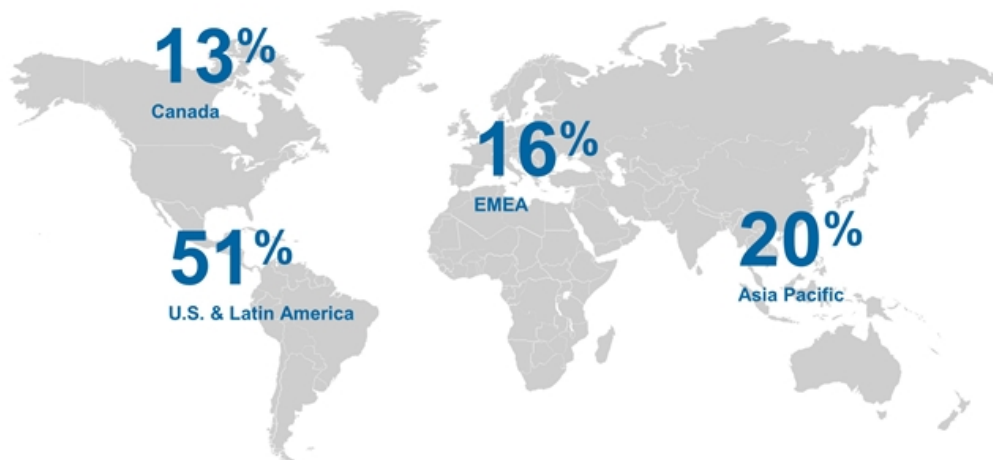 13%
Canada
16%
EMEA
51%
U.S. & Latin America
20%
Asia Pacific